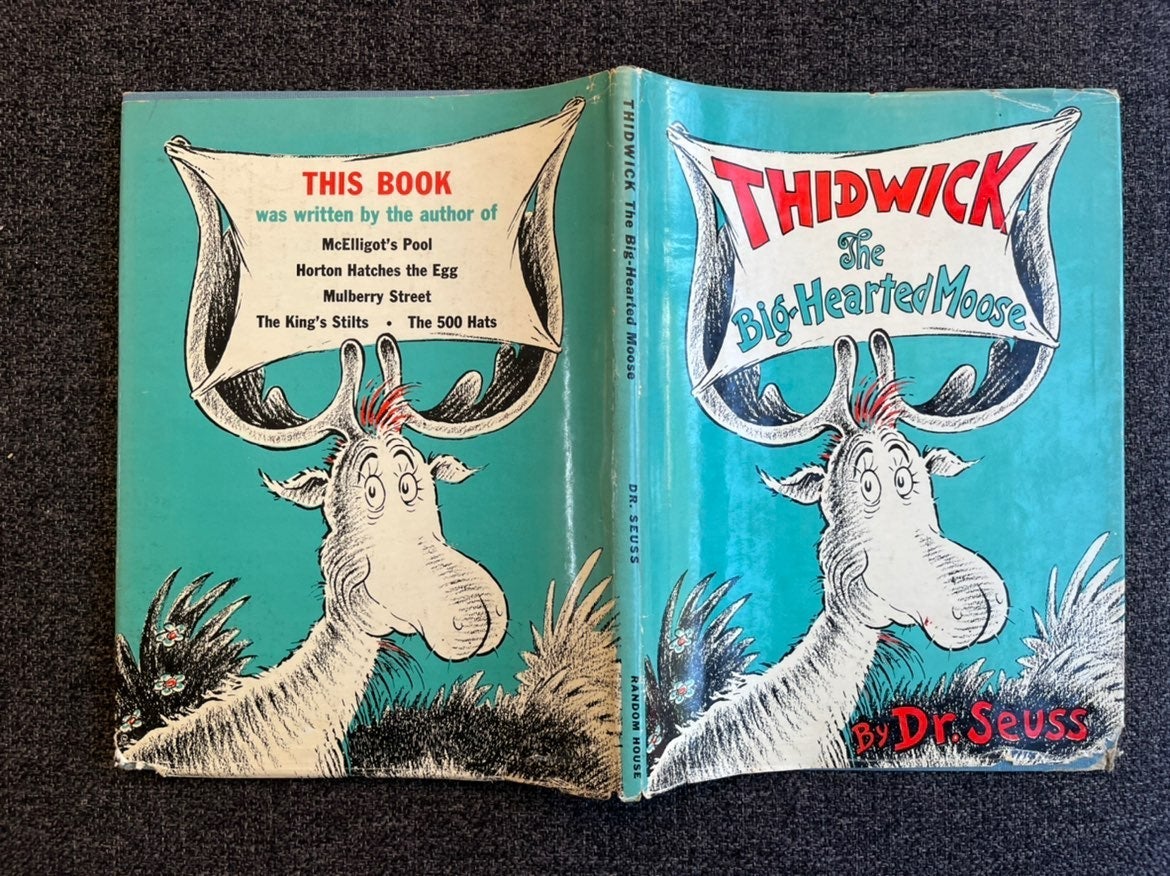 THIS BOOK
was written by the author of
McElligot's Pool
Horton Hatches the Egg
Mulberry Street
The King's Stilts • The 500 Hats
THIDWICK The Big-Hearted Moose
DR. SEUSS
RANDOM HOUSE
THIDWICK
The
Big-Hearted Moose
By Dr. Seuss